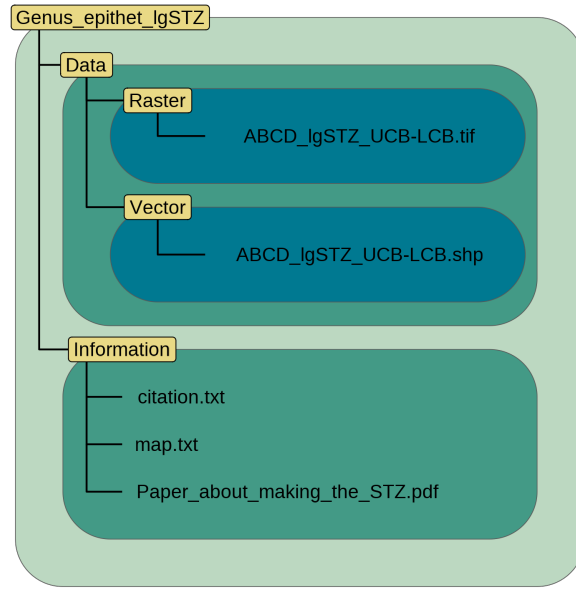 Genus_epithet_lgSTZ
Data
Raster
ABCD_lgSTZ_UCB-LCB.tif
Vector
ABCD_lgSTZ_UCB-LCB.shp
Information
citation.txt
map.txt
Paper_about_making_the_STZ.pdf